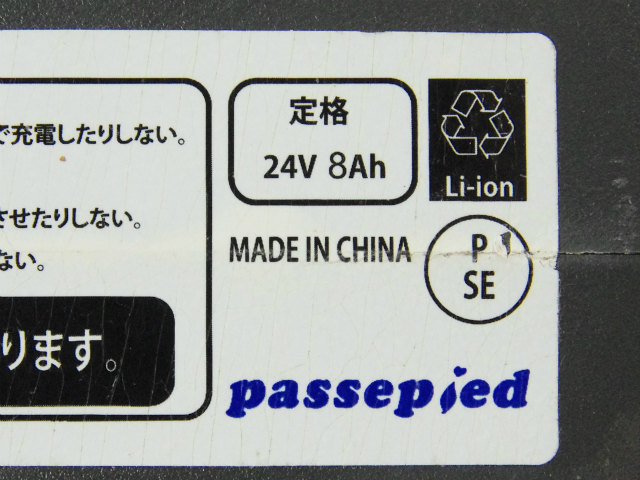 で充電したりしない。
させたりしない。
ない。
ります。
定格
24V 8Ah
Li-ion
MADE IN CHINA
P
SE
passepied